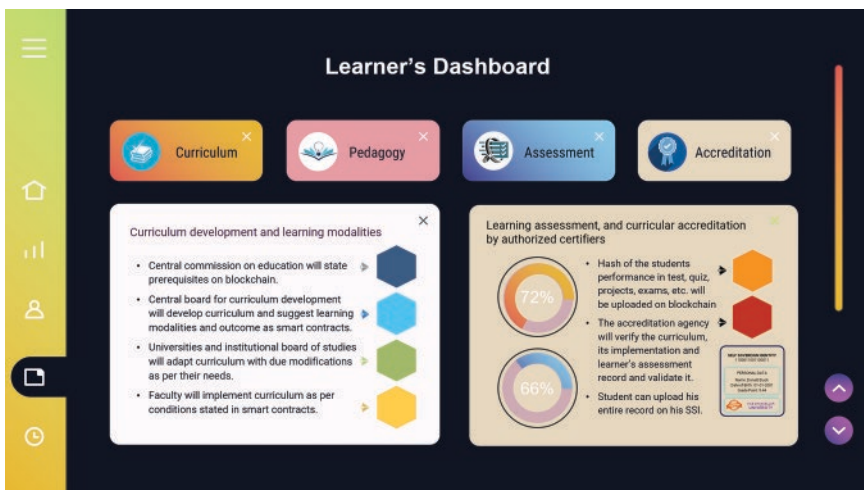 Learner's Dashboard
Curriculum
Pedagogy
Assessment
Accreditation
Curriculum development and learning modalities
• Central commission on education will state
prerequisites on blockchain.
• Central board for curriculum development
will develop curriculum and suggest learning
modalities and outcome as smart contracts.
• Universities and institutional board of studies
will adapt curriculum with due modifications
as per their needs.
• Faculty will implement curriculum as per
conditions stated in smart contracts.
Learning assessment, and curricular accreditation
by authorized certifiers
72%
66%
• Hash of the students
performance in test, quiz,
projects, exams, etc. will
be uploaded on blockchain
• The accreditation agency
will verify the curriculum,
its implementation and
learner's assessment
record and validate it.
• Student can upload his
entire record on his SSI.
SELF SOVEREIGN IDENTITY
PERSONAL DATA
UNIVERSITY